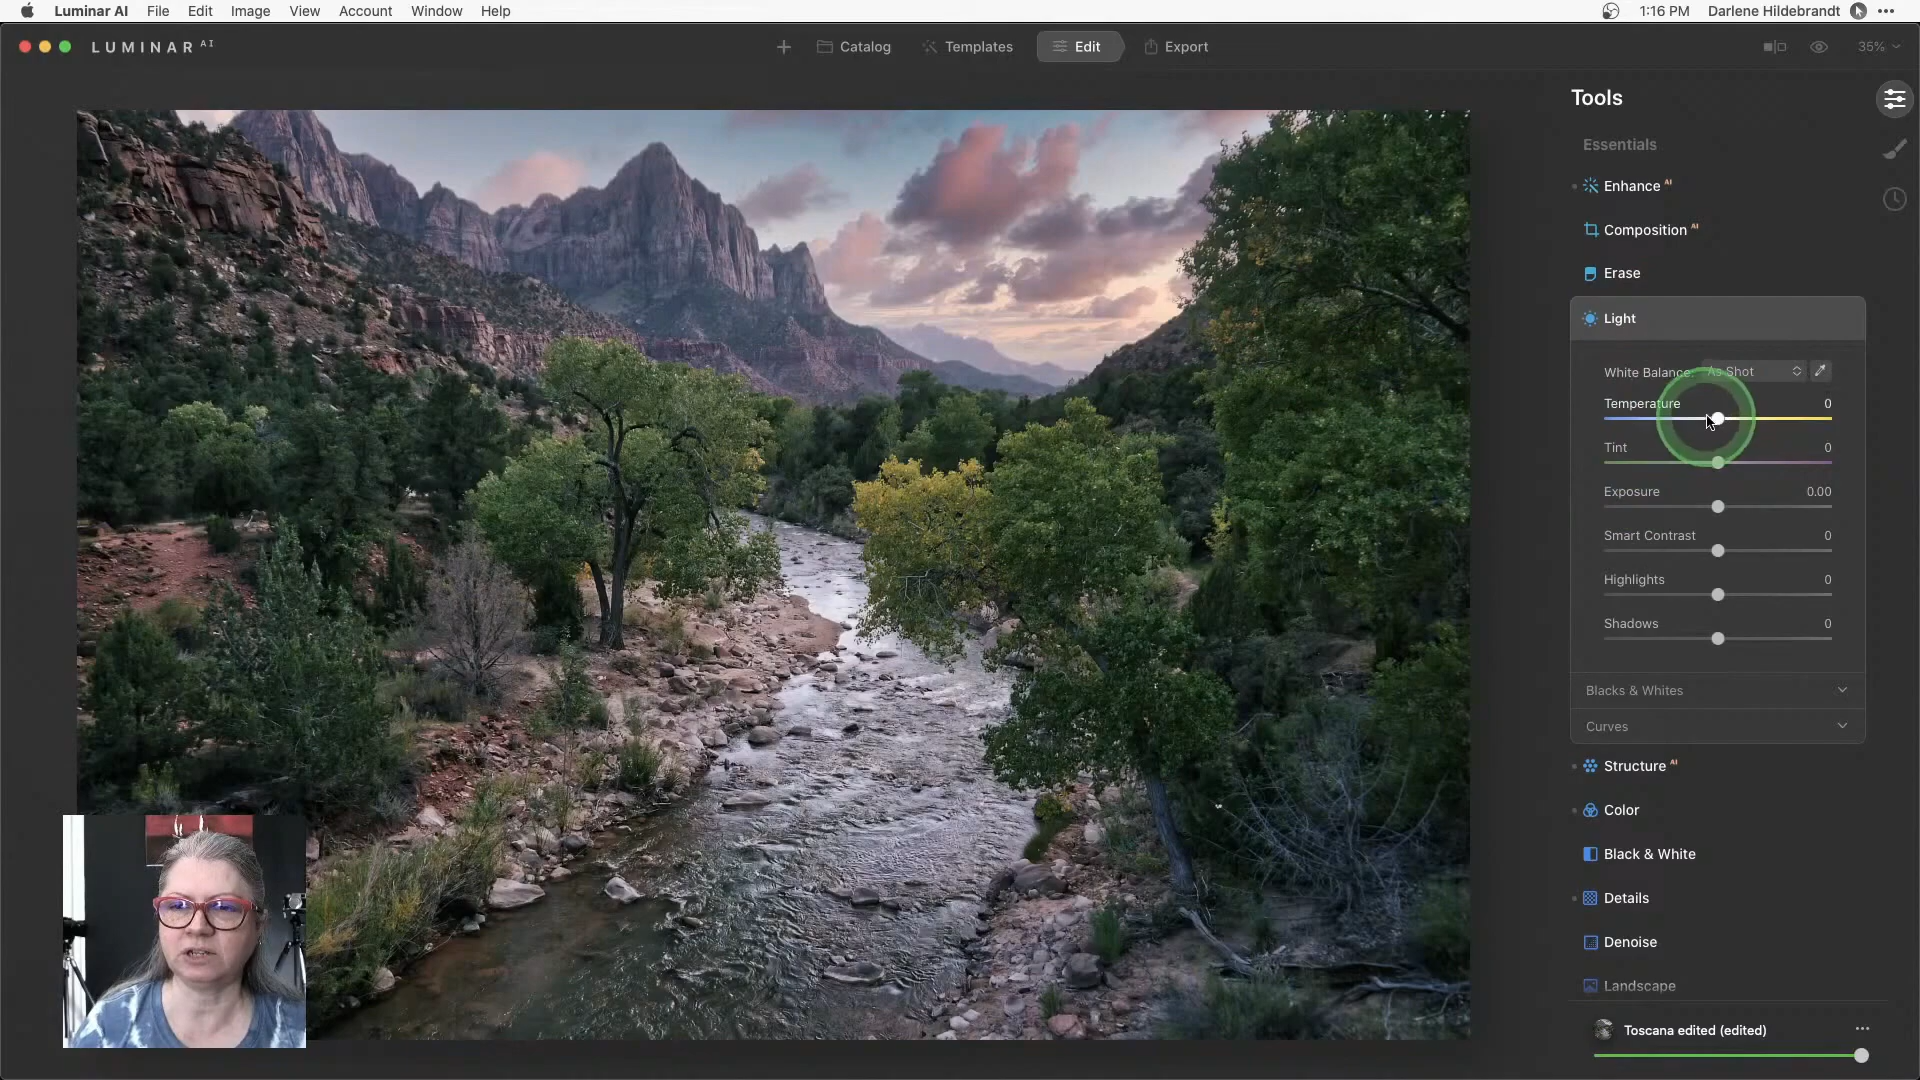 Luminar AI File Edit Image View Account Window Help 1:16 PM Darlene Hildebrandt
LUMINAR AI Catalog Templates Edit Export 35%
Tools
Essentials
Enhance AI
Composition AI
Erase
Light
White Balance: As Shot
Temperature 0
Tint 0
Exposure 0.00
Smart Contrast 0
Highlights 0
Shadows 0
Blacks & Whites
Curves
Structure AI
Color
Black & White
Details
Denoise
Landscape
Toscana edited (edited)